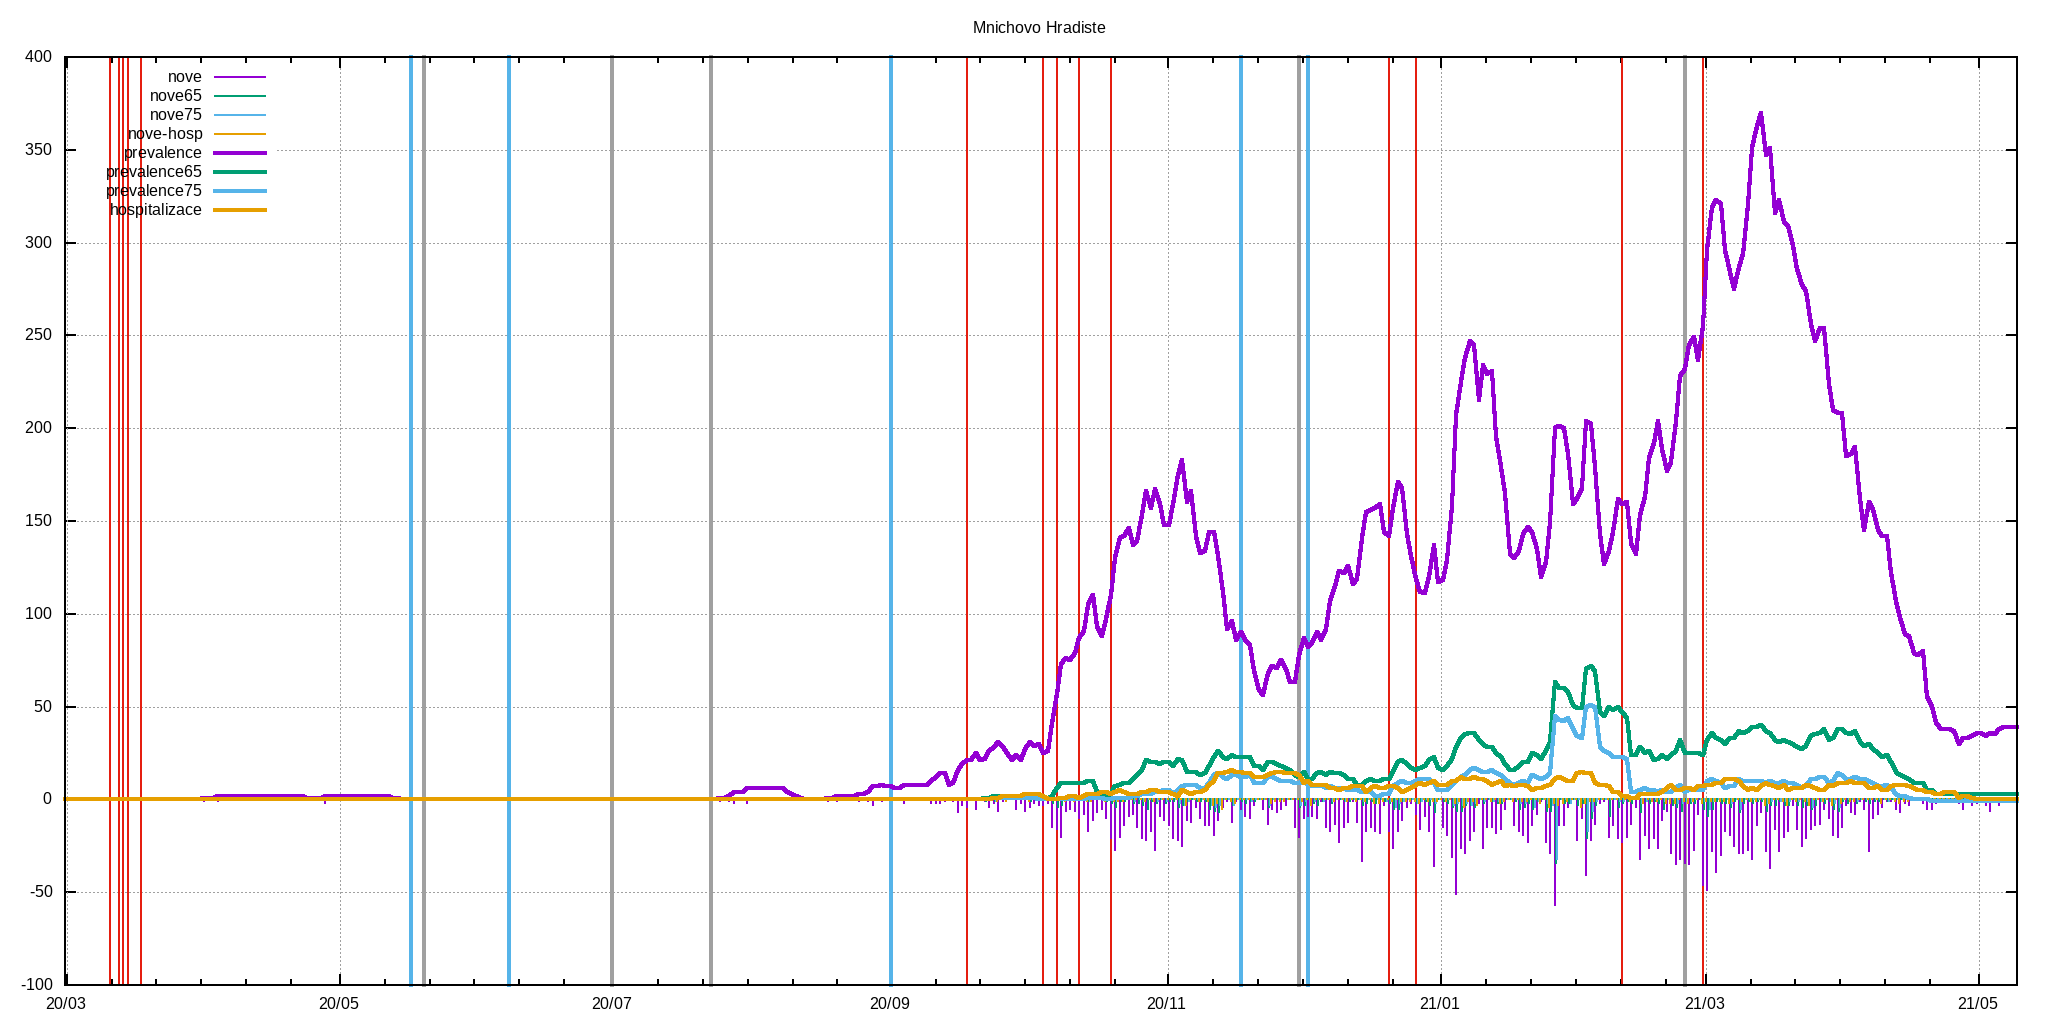 Mnichovo Hradiste
400
350
300
250
200
150
100
50
0
-50
-100
nove
nove65
nove75
nove-hosp
prevalence
prevalence65
prevalence75
hospitalizace
20/03 20/05 20/07 20/09 20/11 21/01 21/03 21/05